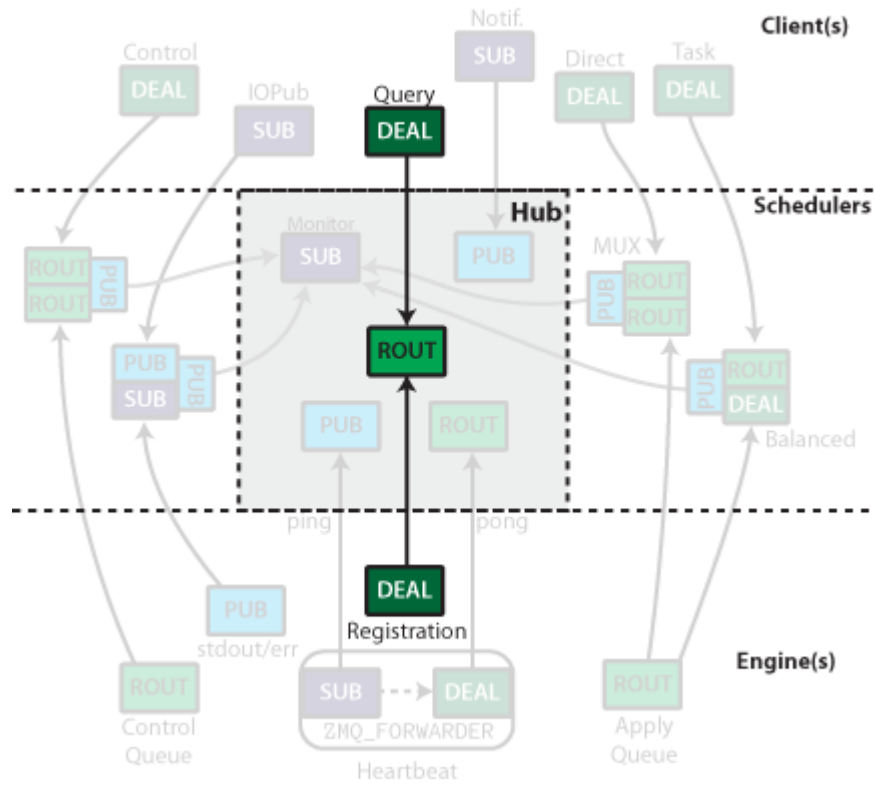 Client(s)
Notif.
SUB
Control
DEAL
Direct
DEAL
Task
DEAL
IOPub
SUB
Query
DEAL
Schedulers
Hub
Monitor
SUB
PUB
MUX
ROUT
ROUT
PUB
PUB
ROUT
ROUT
ROUT
PUB
SUB
PUB
PUB
ROUT
DEAL
Balanced
PUB
ROUT
ping
pong
DEAL
Registration
PUB
stdout/err
Engine(s)
ROUT
Control
Queue
SUB
DEAL
ZMQ_FORWARDER
Heartbeat
ROUT
Apply
Queue